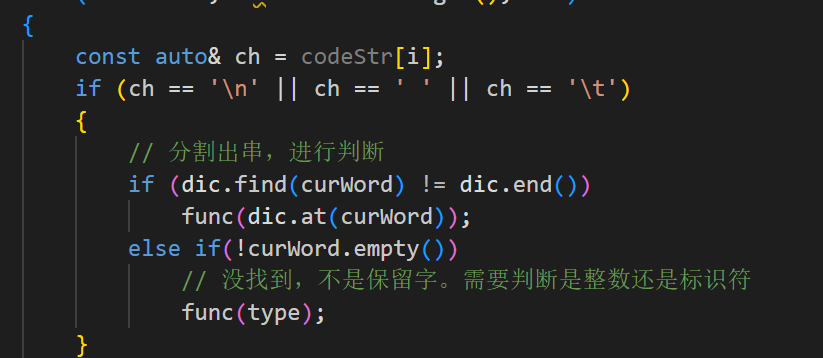 {
const auto& ch = codeStr[i];
if (ch == '\n' || ch == ' ' || ch == '\t')
{
// 分割出串，进行判断
if (dic.find(curWord) != dic.end())
func(dic.at(curWord));
else if(!curWord.empty())
// 没找到，不是保留字。需要判断是整数还是标识符
func(type);
}